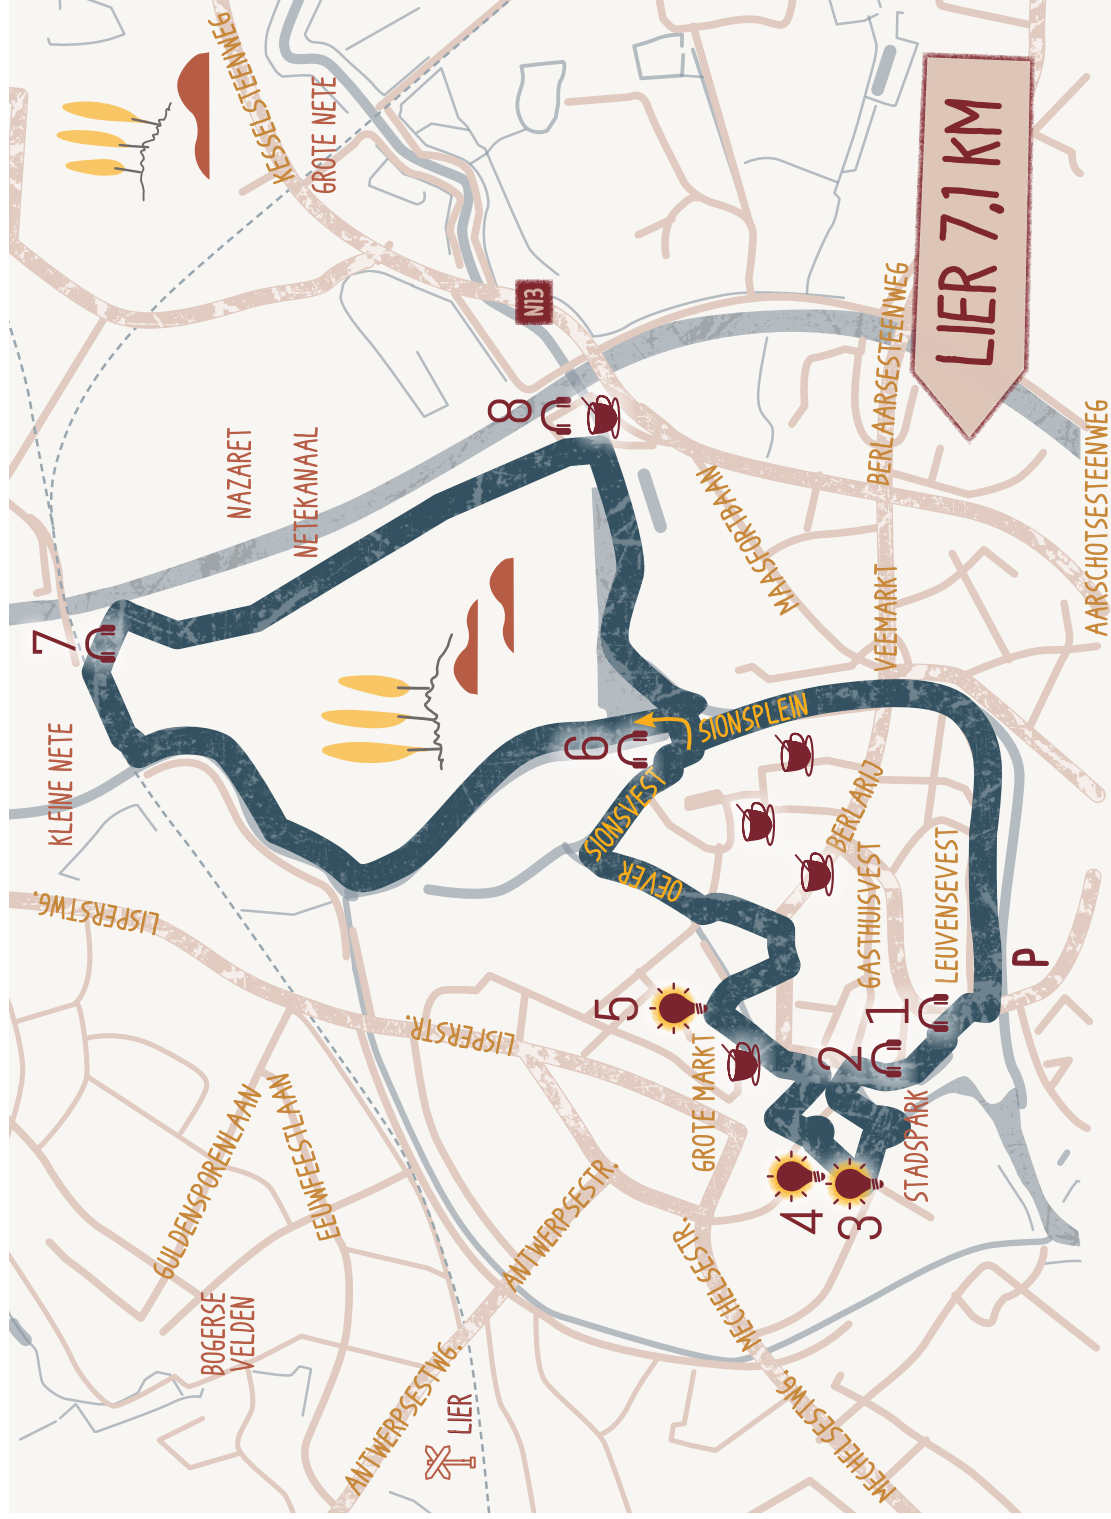 LIER 7,1 KM
KESSELSTEENWEG
GROTE NETE
N13
BERLAARSESTEENWEG
AARSCHOTSESTEENWEG
NAZARET
NETEKANAAL
8
MAASFORTBAAN
VEEMARKT
7
KLEINE NETE
6
SIONSPLEIN
SIONSVEST
OEVER
BERLARIJ
GASTHUISVEST
LEUVENSEVEST
P
LISPERSTWG.
LISPERSTR.
5
1
2
GROTE MARKT
STADSPARK
4
3
GULDENSPORENLAAN
EEUWFEESTLAAN
ANTWERPSESTR.
MECHELSESTR.
BOGERSE
VELDEN
ANTWERPSESTWG.
LIER
MECHELSESTWG.